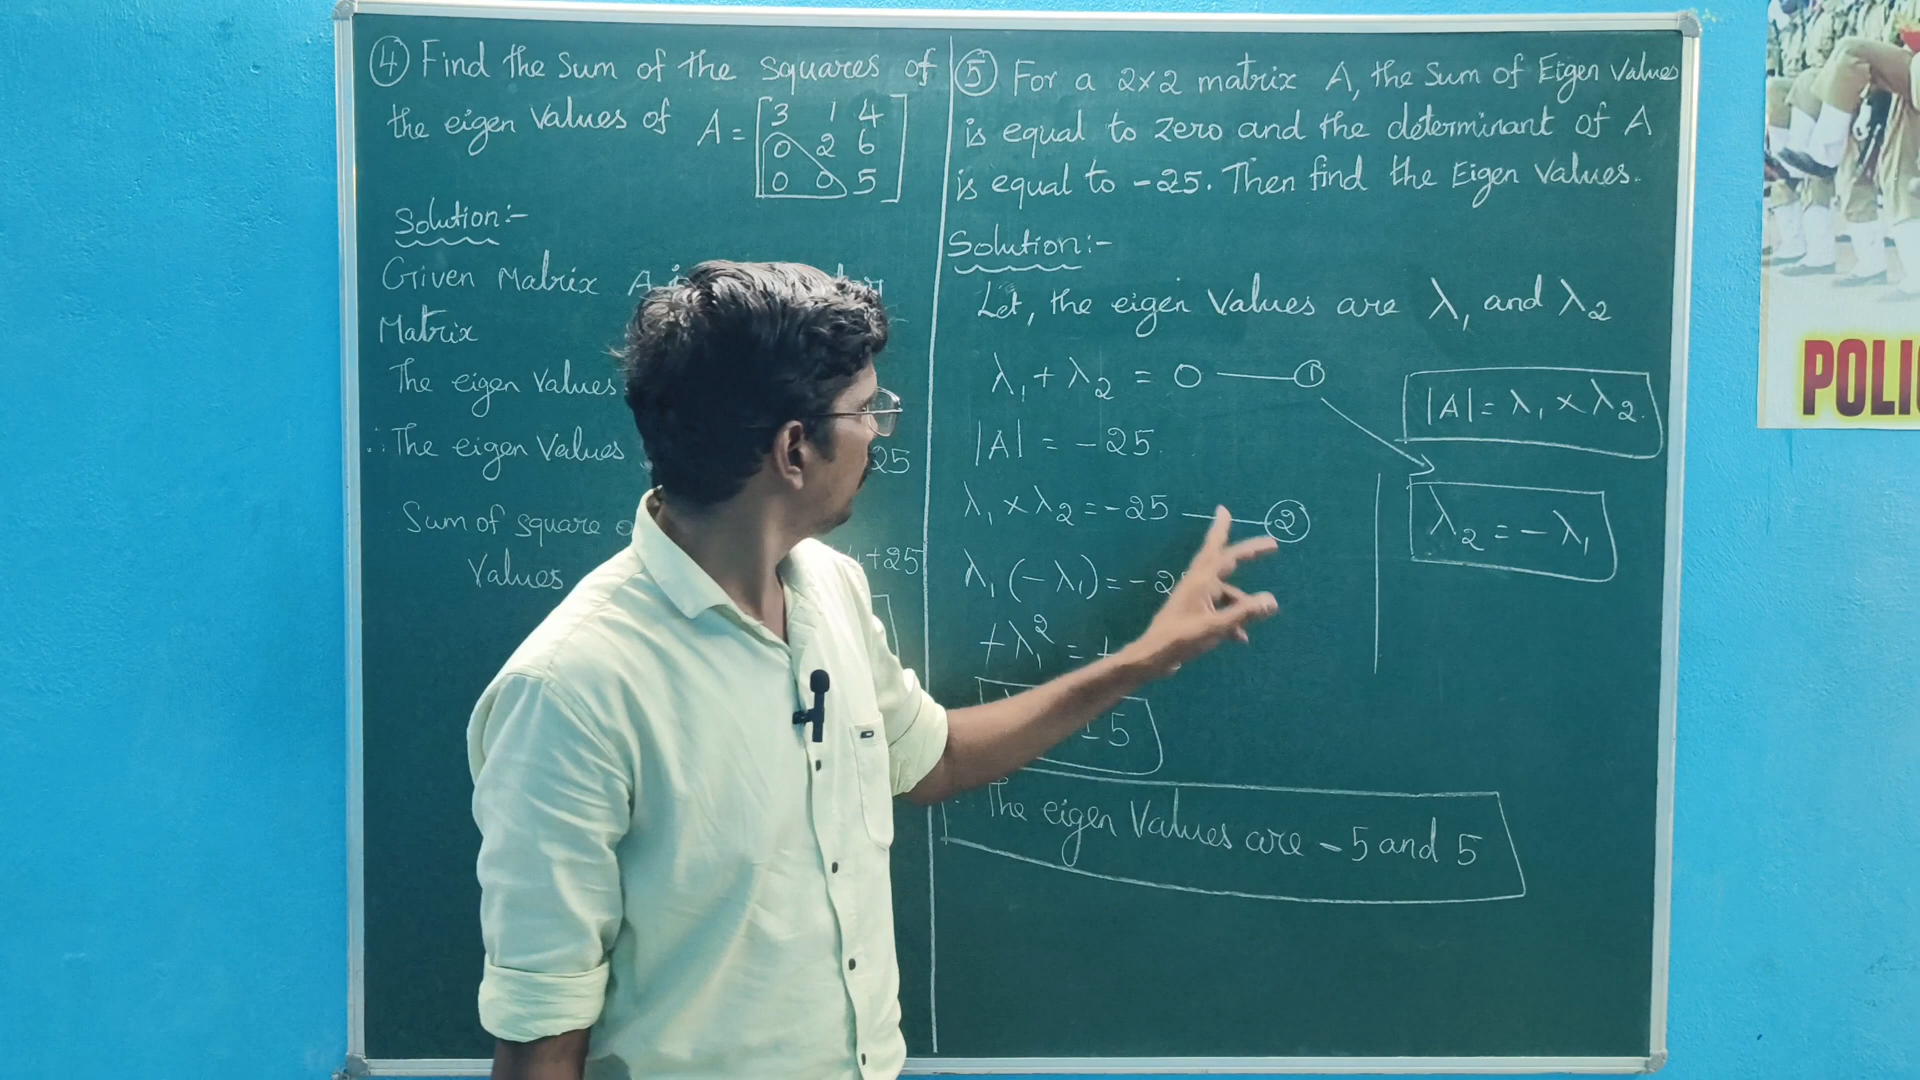 ④ Find the Sum of the squares of
the eigen Values of A = [3 1 4
0 2 6
0 0 5]
Solution:-
Given Matrix A
Matrix
The eigen Values
∴ The eigen Values 25
Sum of square
Values 4+25
⑤ For a 2×2 matrix A, the Sum of Eigen Values
is equal to zero and the determinant of A
is equal to -25. Then find the Eigen Values.
Solution:-
Let, the eigen Values are λ₁ and λ₂
λ₁ + λ₂ = 0 — ①
|A| = -25.
λ₁ × λ₂ = -25 — ②
λ₁ (-λ₁) = -2
+λ₁² = +
± 5
The eigen Values are -5 and 5
|A| = λ₁ × λ₂.
λ₂ = -λ₁
POLI